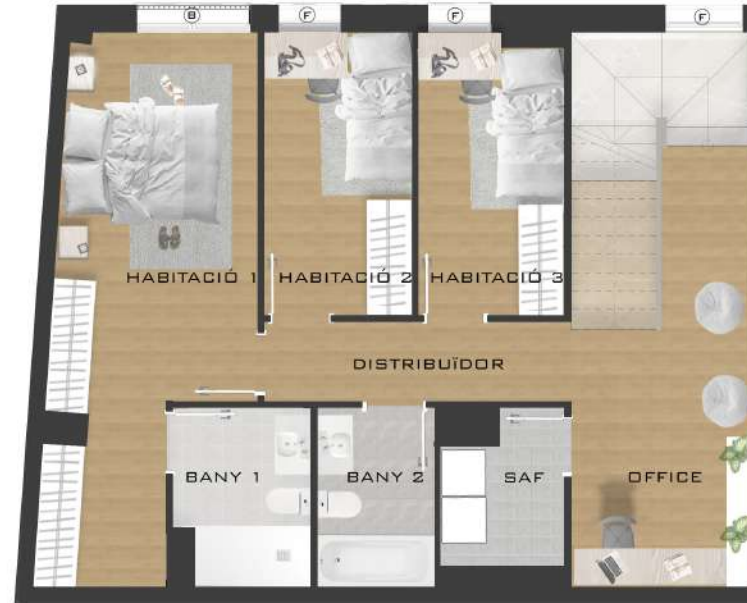 B
F
F
F
HABITACIÓ 1
HABITACIÓ 2
HABITACIÓ 3
DISTRIBUÏDOR
BANY 1
BANY 2
SAF
OFFICE